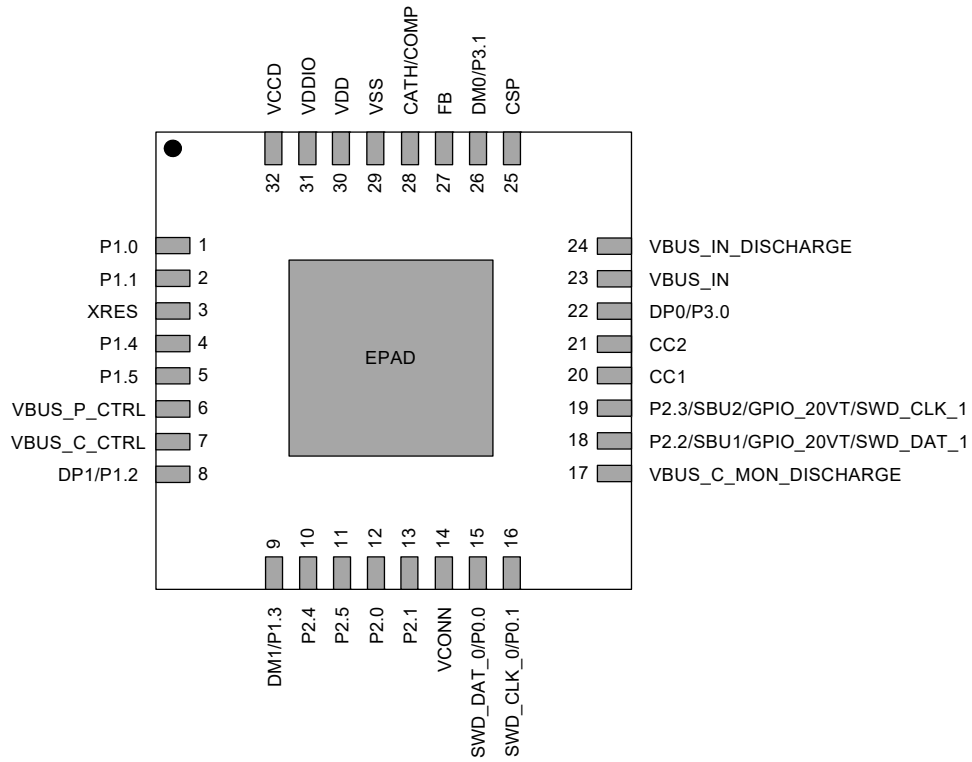 VCCD
VDDIO
VDD
VSS
CATH/COMP
FB
DM0/P3.1
CSP
32
31
30
29
28
27
26
25
P1.0 1
P1.1 2
XRES 3
P1.4 4
P1.5 5
VBUS_P_CTRL 6
VBUS_C_CTRL 7
DP1/P1.2 8
EPAD
24 VBUS_IN_DISCHARGE
23 VBUS_IN
22 DP0/P3.0
21 CC2
20 CC1
19 P2.3/SBU2/GPIO_20VT/SWD_CLK_1
18 P2.2/SBU1/GPIO_20VT/SWD_DAT_1
17 VBUS_C_MON_DISCHARGE
9
10
11
12
13
14
15
16
DM1/P1.3
P2.4
P2.5
P2.0
P2.1
VCONN
SWD_DAT_0/P0.0
SWD_CLK_0/P0.1